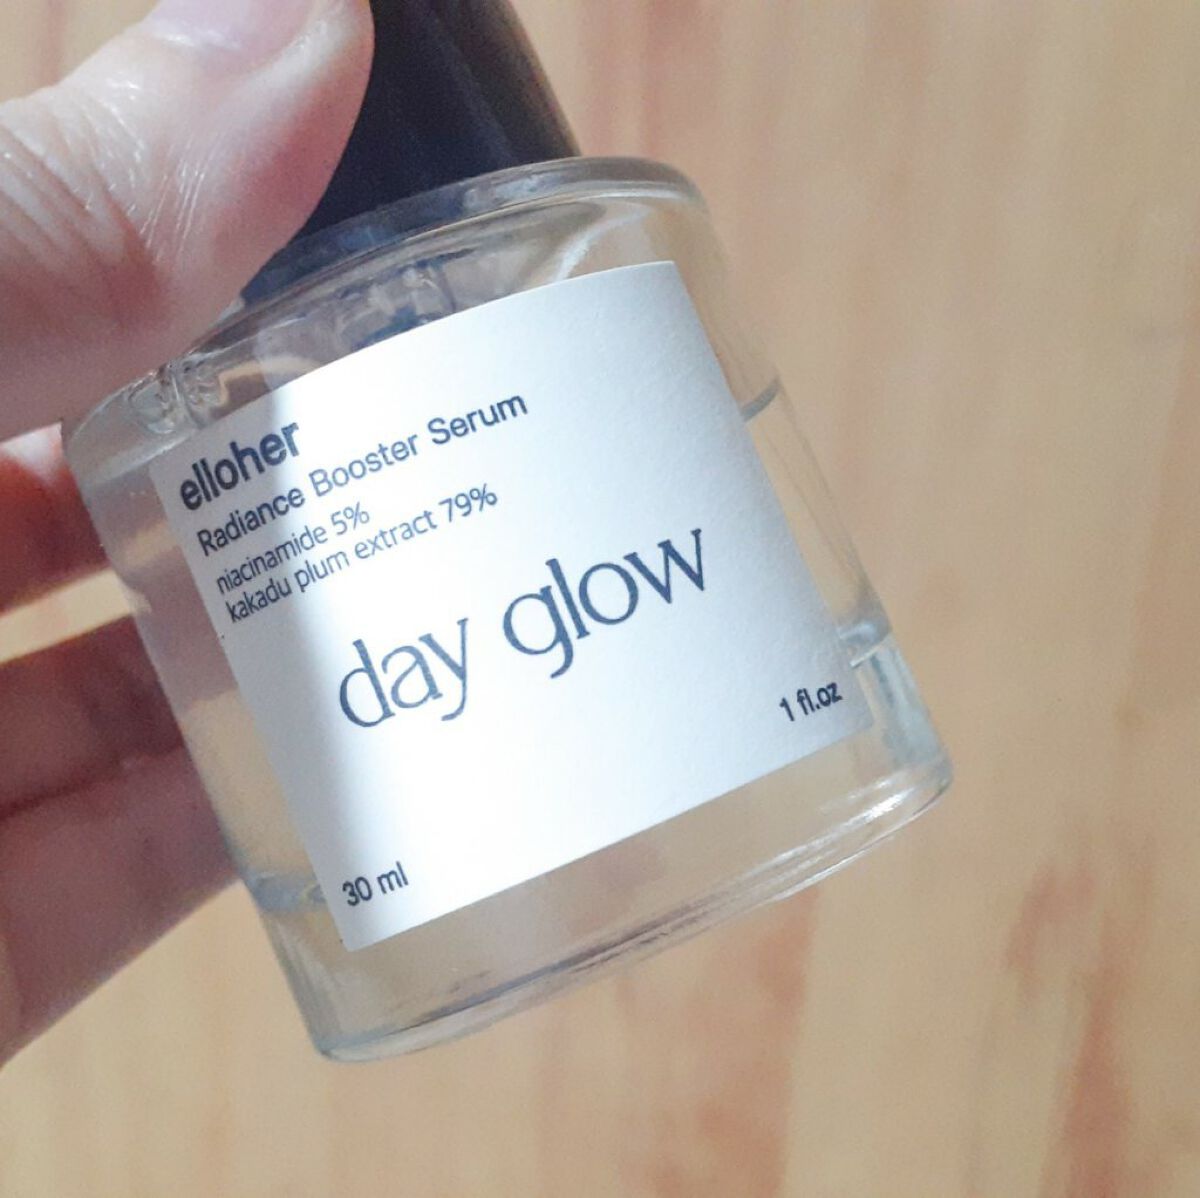 elloher
Radiance Booster Serum
niacinamide 5%
kakadu plum extract 79%
day glow
1 fl.oz
30 ml